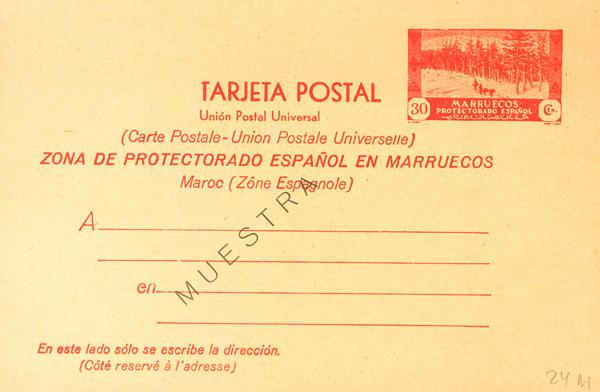 30
MARRUECOS
PROTECTORADO ESPAÑOL
Cts.
TARJETA POSTAL
Unión Postal Universal
(Carte Postale-Union Postale Universelle)
ZONA DE PROTECTORADO ESPAÑOL EN MARRUECOS
Maroc (Zône Espagnole)
A
MUESTRA
en
En este lado sólo se escribe la dirección.
(Côté reservé à l'adresse)
24 M